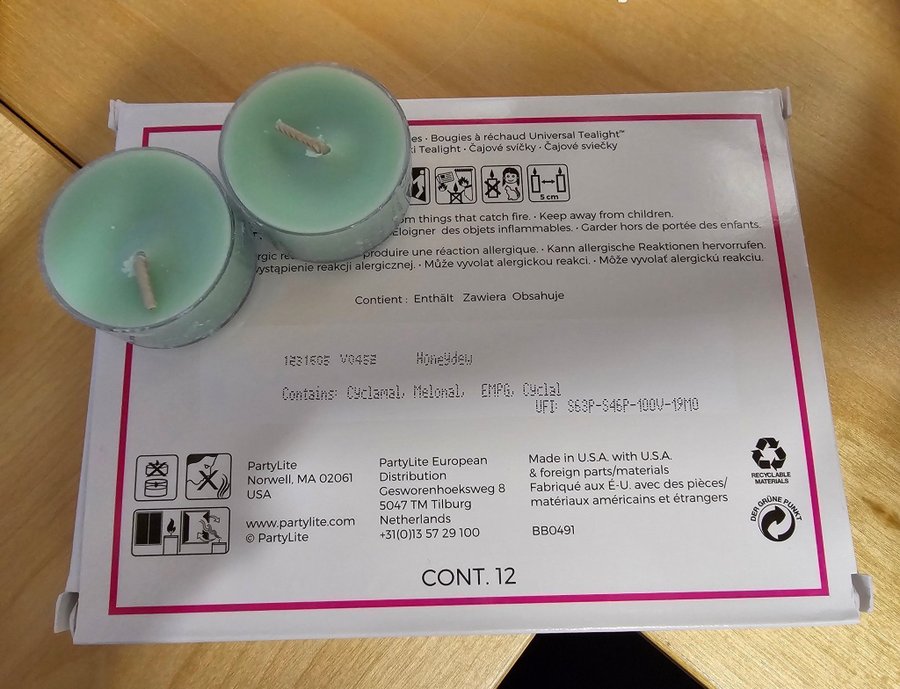 es • Bougies à réchaud Universal Tealight™
i Tealight • Čajové svíčky • Čajové sviečky
5 cm
om things that catch fire. • Keep away from children.
Eloigner des objets inflammables. • Garder hors de portée des enfants.
produire une réaction allergique. • Kann allergische Reaktionen hervorrufen.
wystąpienie reakcji alergicznej. • Může vyvolat alergickou reakci. • Môže vyvolať alergickú reakciu.
Contient : Enthält Zawiera Obsahuje
1231605 V045B Honeydew
Contains: Cyclamal, Melonal, EMPG, Cyclal
UFI: S63P-S46P-100V-19M0
PartyLite
Norwell, MA 02061
USA
www.partylite.com
© PartyLite
PartyLite European
Distribution
Gesworenhoeksweg 8
5047 TM Tilburg
Netherlands
+31(0)13 57 29 100
Made in U.S.A. with U.S.A.
& foreign parts/materials
Fabriqué aux É-U. avec des pièces/
matériaux américains et étrangers
BB0491
RECYCLABLE
MATERIALS
DER GRÜNE PUNKT
CONT. 12